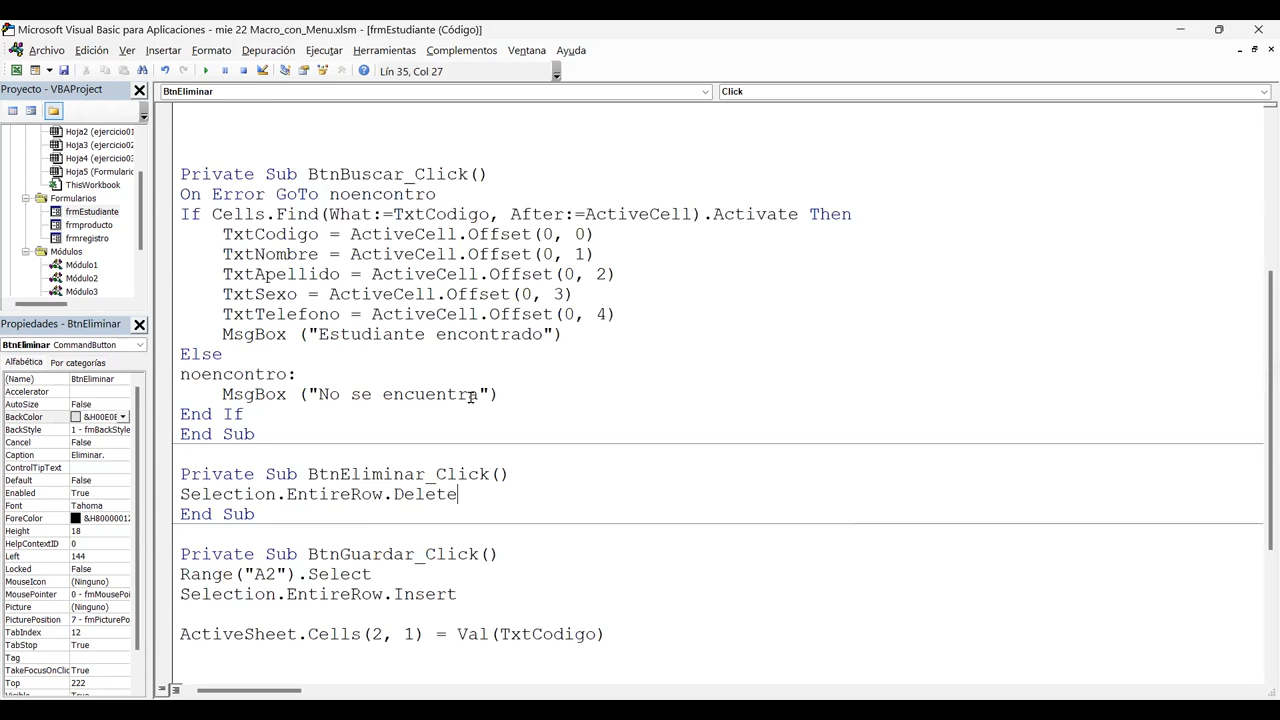 Microsoft Visual Basic para Aplicaciones - mie 22 Macro_con_Menu.xlsm - [frmEstudiante (Código)]
Archivo Edición Ver Insertar Formato Depuración Ejecutar Herramientas Complementos Ventana Ayuda
Lín 35, Col 27
Proyecto - VBAProject
Hoja2 (ejercicio01
Hoja3 (ejercicio02
Hoja4 (ejercicio03
Hoja5 (Formulario
ThisWorkbook
Formularios
frmEstudiante
frmproducto
frmregistro
Módulos
Módulo1
Módulo2
Módulo3
Propiedades - BtnEliminar
BtnEliminar CommandButton
Alfabética Por categorías
(Name) BtnEliminar
Accelerator
AutoSize False
BackColor &H00E0E
BackStyle 1 - fmBackStyle
Cancel False
Caption Eliminar.
ControlTipText
Default False
Enabled True
Font Tahoma
ForeColor &H80000012
Height 18
HelpContextID 0
Left 144
Locked False
MouseIcon (Ninguno)
MousePointer 0 - fmMousePoi
Picture (Ninguno)
PicturePosition 7 - fmPicturePo
TabIndex 12
TabStop True
Tag
TakeFocusOnClic True
Top 222
BtnEliminar Click
Private Sub BtnBuscar_Click()
On Error GoTo noencontro
If Cells.Find(What:=TxtCodigo, After:=ActiveCell).Activate Then
    TxtCodigo = ActiveCell.Offset(0, 0)
    TxtNombre = ActiveCell.Offset(0, 1)
    TxtApellido = ActiveCell.Offset(0, 2)
    TxtSexo = ActiveCell.Offset(0, 3)
    TxtTelefono = ActiveCell.Offset(0, 4)
    MsgBox ("Estudiante encontrado")
Else
noencontro:
    MsgBox ("No se encuentra")
End If
End Sub
Private Sub BtnEliminar_Click()
Selection.EntireRow.Delete
End Sub
Private Sub BtnGuardar_Click()
Range("A2").Select
Selection.EntireRow.Insert
ActiveSheet.Cells(2, 1) = Val(TxtCodigo)